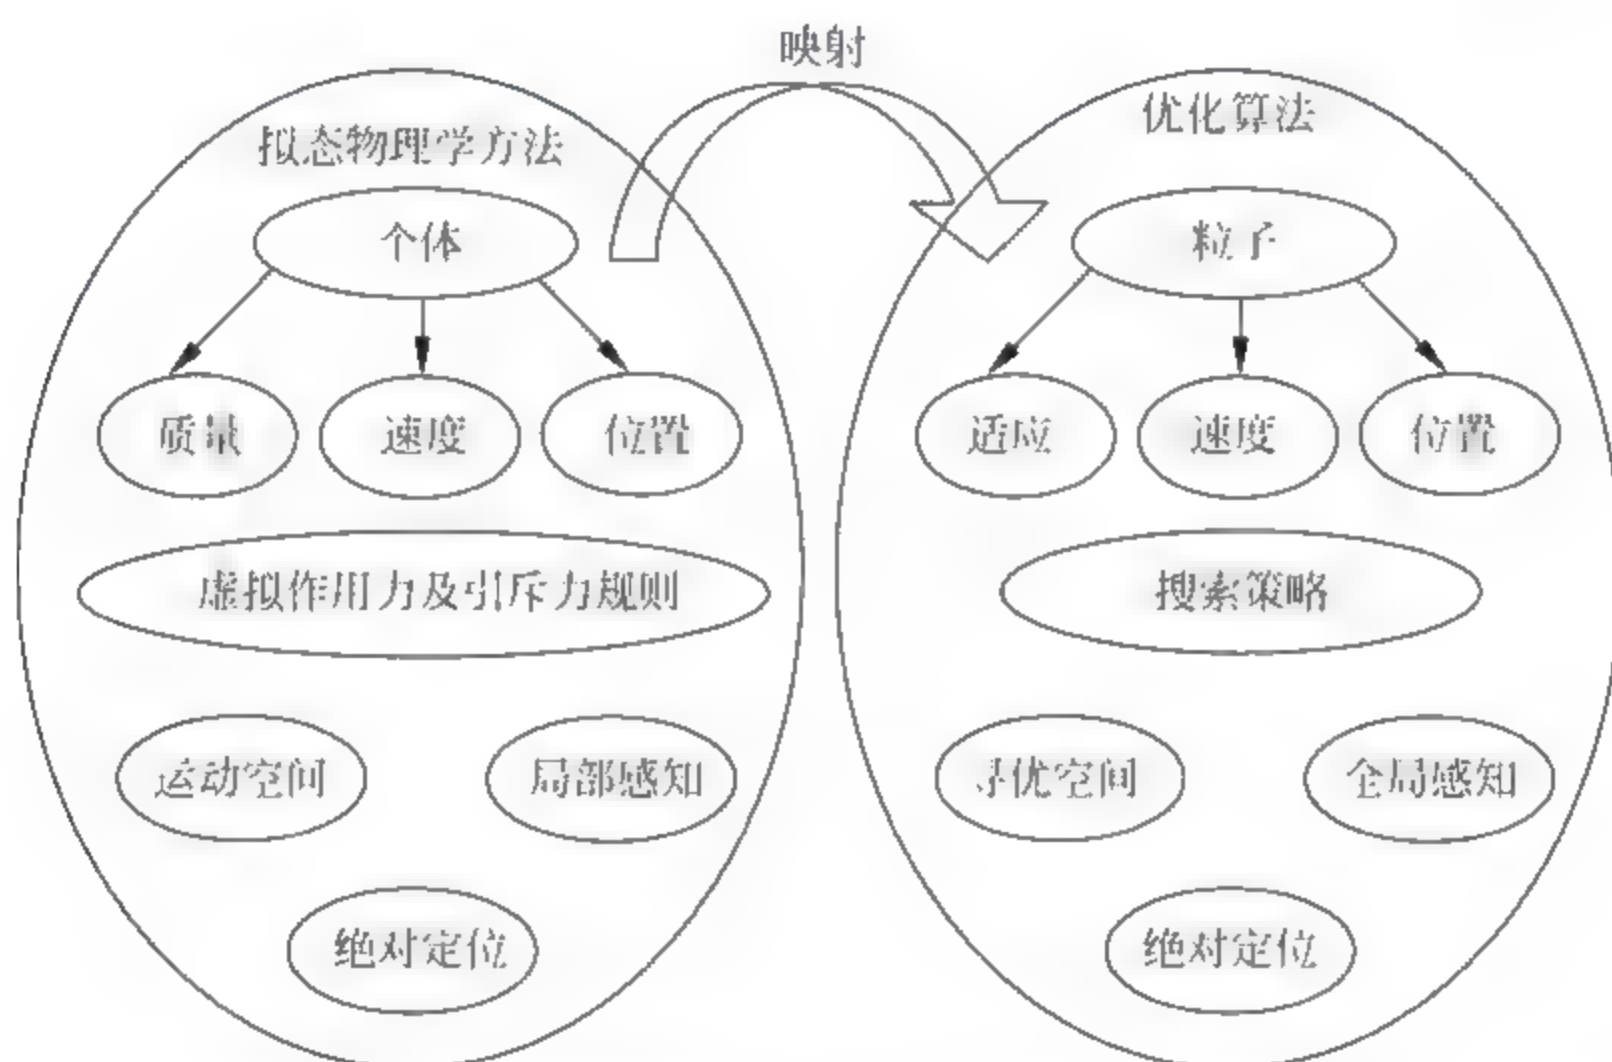 映射
拟态物理学方法
个体
质量
速度
位置
虚拟作用力及引斥力规则
运动空间
局部感知
绝对定位
优化算法
粒子
适应
速度
位置
搜索策略
寻优空间
全局感知
绝对定位